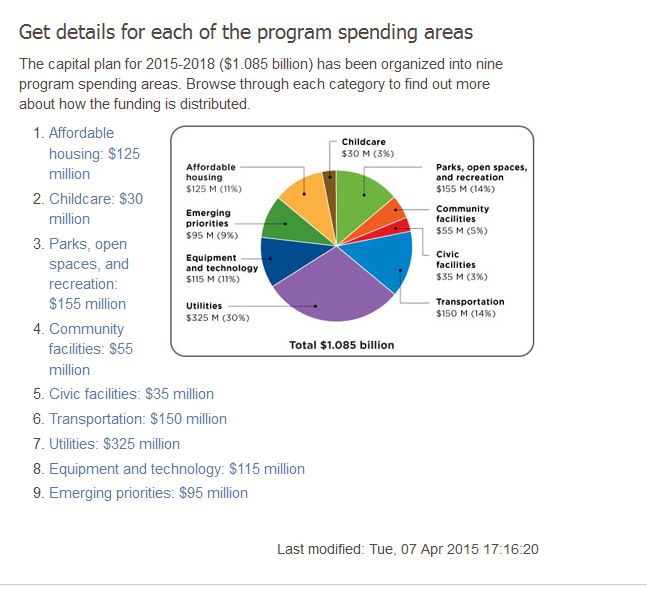 Get details for each of the program spending areas
The capital plan for 2015-2018 ($1.085 billion) has been organized into nine
program spending areas. Browse through each category to find out more
about how the funding is distributed.
1. Affordable
housing: $125
million
2. Childcare: $30
million
3. Parks, open
spaces, and
recreation:
$155 million
4. Community
facilities: $55
million
5. Civic facilities: $35 million
6. Transportation: $150 million
7. Utilities: $325 million
8. Equipment and technology: $115 million
9. Emerging priorities: $95 million
Childcare
$30 M (3%)
Affordable
housing
$125 M (11%)
Emerging
priorities
$95 M (9%)
Equipment
and technology
$115 M (11%)
Utilities
$325 M (30%)
Parks, open spaces,
and recreation
$155 M (14%)
Community
facilities
$55 M (5%)
Civic
facilities
$35 M (3%)
Transportation
$150 M (14%)
Total $1.085 billion
Last modified: Tue, 07 Apr 2015 17:16:20